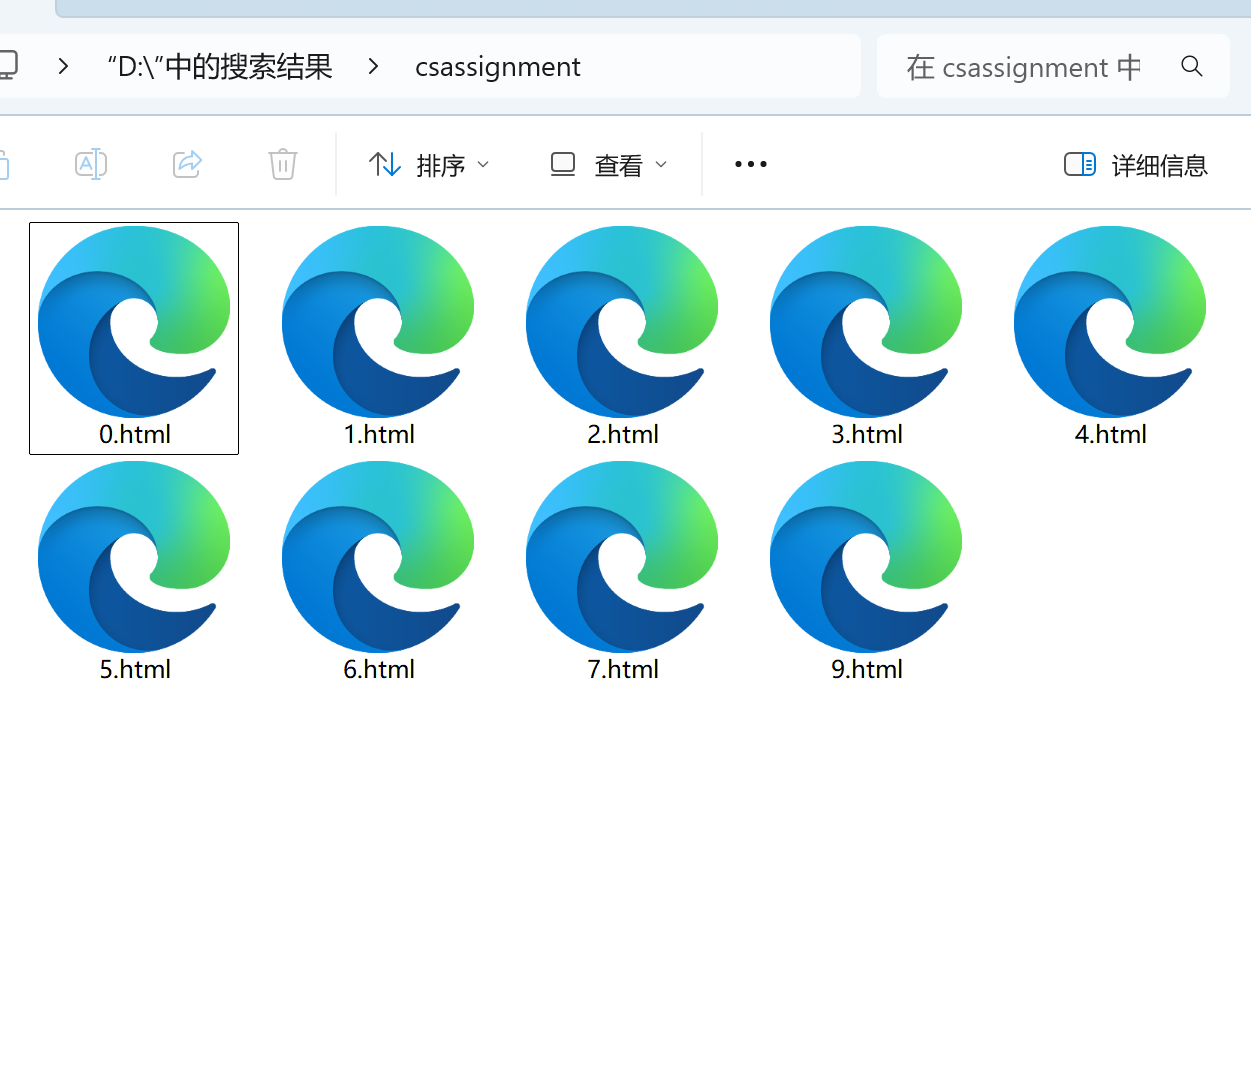 “D:\”中的搜索结果 csassignment 在 csassignment 中
排序 查看 详细信息
0.html 1.html 2.html 3.html 4.html
5.html 6.html 7.html 9.html